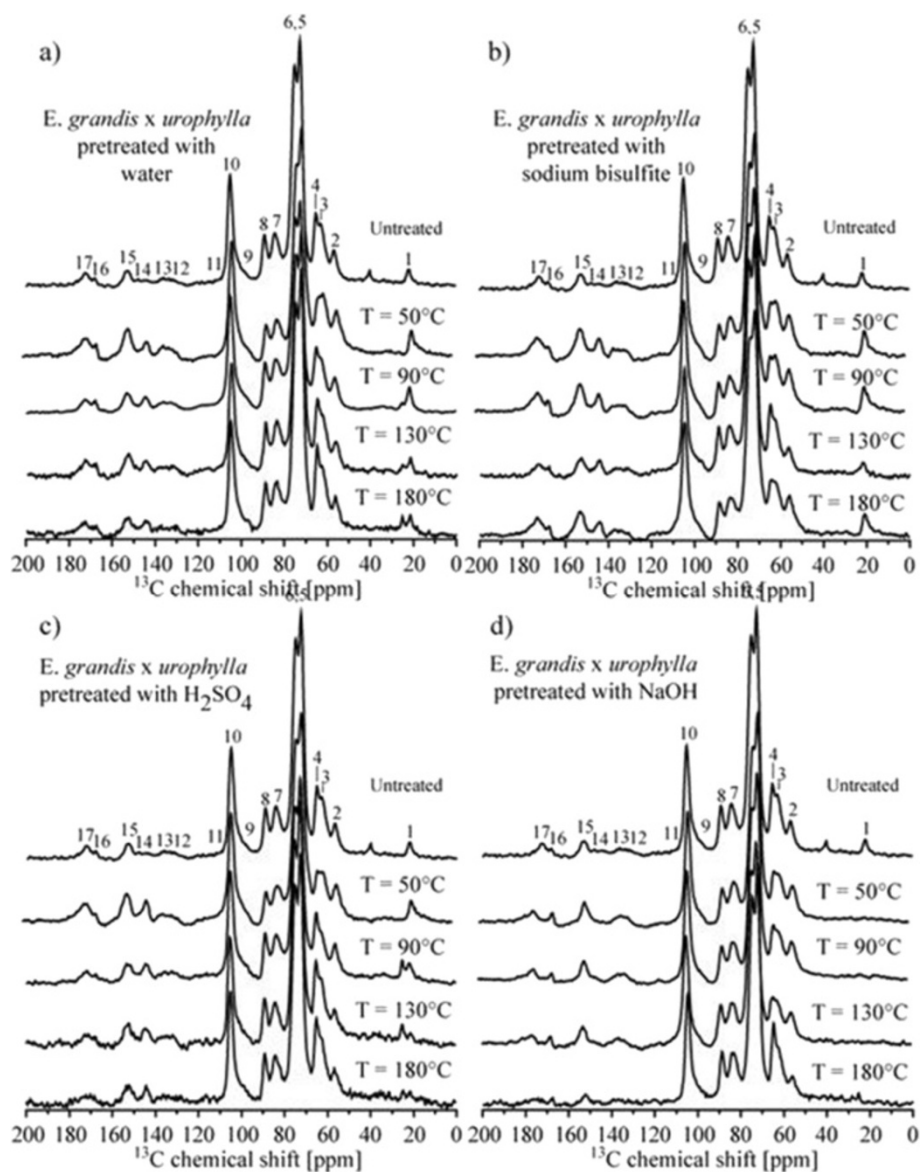 a)
E. grandis x urophylla
pretreated with
water
6,5
10
8 7
4
3
2
1
Untreated
17 16 15 14 13 12 11 9
T = 50°C
T = 90°C
T = 130°C
T = 180°C
200 180 160 140 120 100 80 60 40 20 0
13C chemical shift [ppm]
b)
E. grandis x urophylla
pretreated with
sodium bisulfite
6,5
10
8 7
4
3
2
1
Untreated
17 16 15 14 13 12 11 9
T = 50°C
T = 90°C
T = 130°C
T = 180°C
200 180 160 140 120 100 80 60 40 20 0
13C chemical shift [ppm]
c)
E. grandis x urophylla
pretreated with H2SO4
6,5
10
8 7
4
3
2
1
Untreated
17 16 15 14 13 12 11 9
T = 50°C
T = 90°C
T = 130°C
T = 180°C
200 180 160 140 120 100 80 60 40 20 0
13C chemical shift [ppm]
d)
E. grandis x urophylla
pretreated with NaOH
10
8 7
4
3
2
1
Untreated
17 16 15 14 13 12 11 9
T = 50°C
T = 90°C
T = 130°C
T = 180°C
200 180 160 140 120 100 80 60 40 20 0
13C chemical shift [ppm]